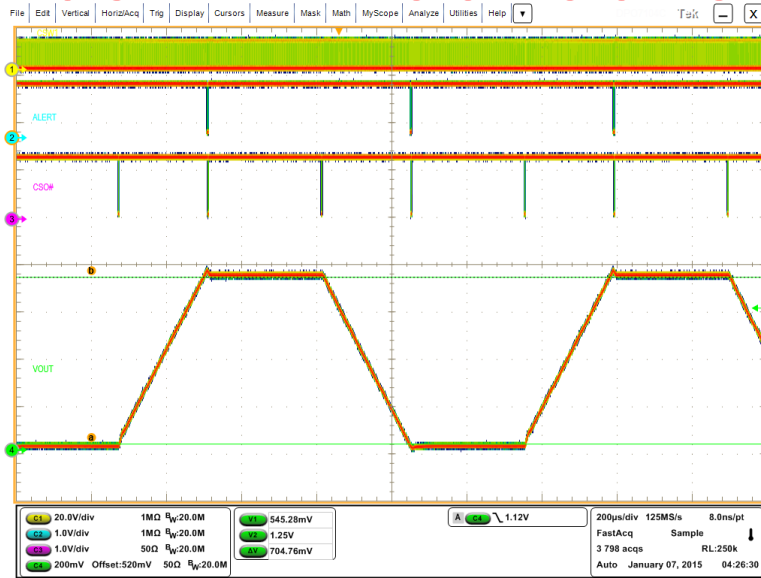 File Edit Vertical Horiz/Acq Trig Display Cursors Measure Mask Math MyScope Analyze Utilities Help ▼ Tek — X
1
ALERT
2
CSO#
3
b
VOUT
a
4
C1 20.0V/div 1MΩ BW:20.0M
C2 1.0V/div 1MΩ BW:20.0M
C3 1.0V/div 50Ω BW:20.0M
C4 200mV Offset:520mV 50Ω BW:20.0M
V1 545.28mV
V2 1.25V
ΔV 704.76mV
A C4 1.12V
200µs/div 125MS/s 8.0ns/pt
FastAcq Sample
3 798 acqs RL:250k
Auto January 07, 2015 04:26:30